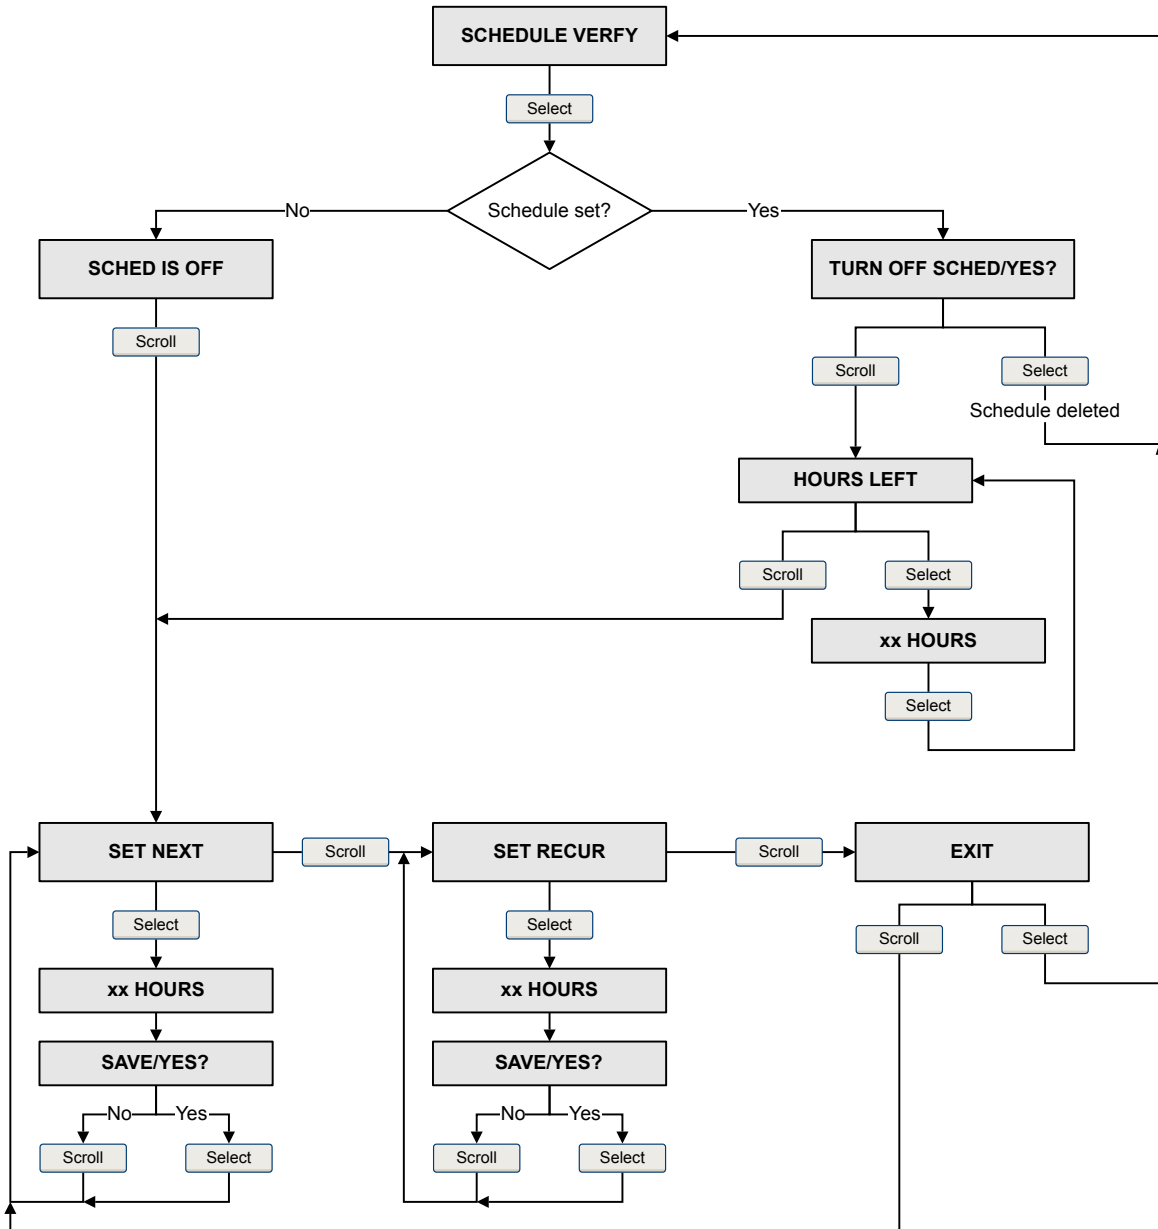 SCHEDULE VERFY
Select
Schedule set?
No
Yes
SCHED IS OFF
TURN OFF SCHED/YES?
Scroll
Scroll
Select
Schedule deleted
HOURS LEFT
Scroll
Select
xx HOURS
Select
SET NEXT
Scroll
SET RECUR
Scroll
EXIT
Select
Select
Scroll
Select
xx HOURS
xx HOURS
SAVE/YES?
SAVE/YES?
No
Yes
No
Yes
Scroll
Select
Scroll
Select